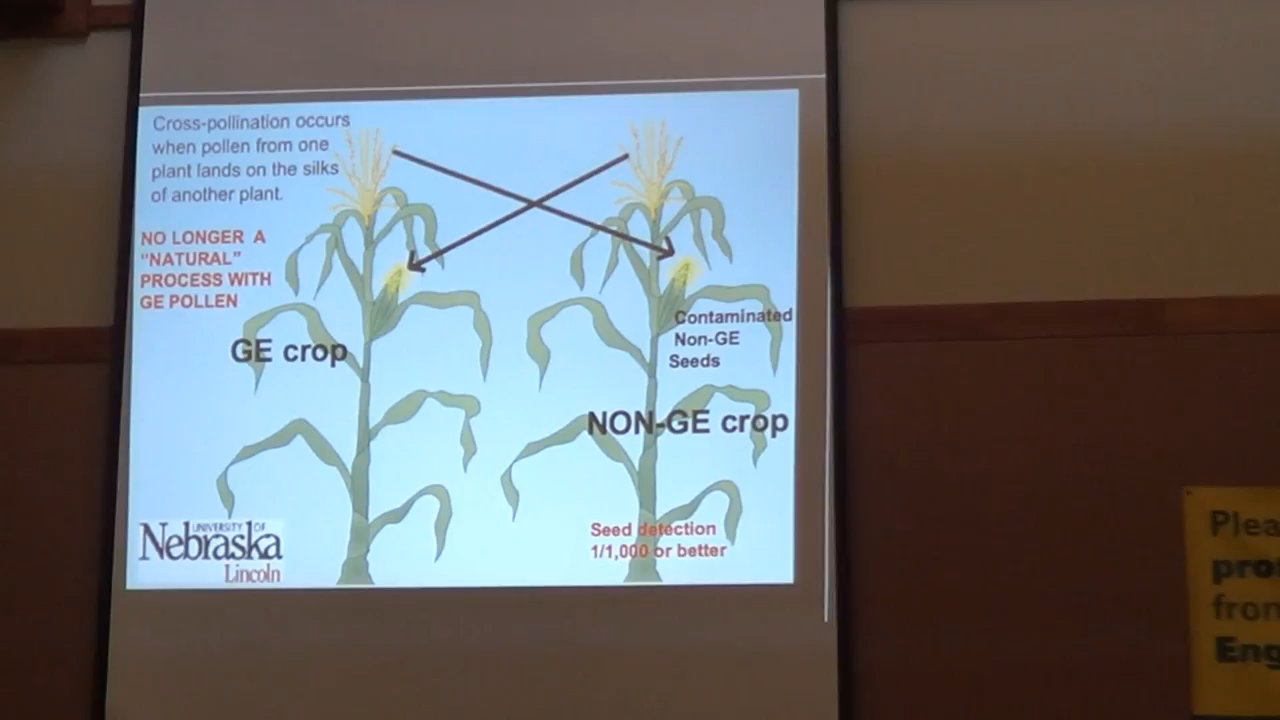 Cross-pollination occurs
when pollen from one
plant lands on the silks
of another plant.
NO LONGER A
"NATURAL"
PROCESS WITH
GE POLLEN
GE crop
Contaminated
Non-GE
Seeds
NON-GE crop
Seed detection
1/1,000 or better
UNIVERSITY OF
Nebraska
Lincoln
Plea
pro
from
Eng